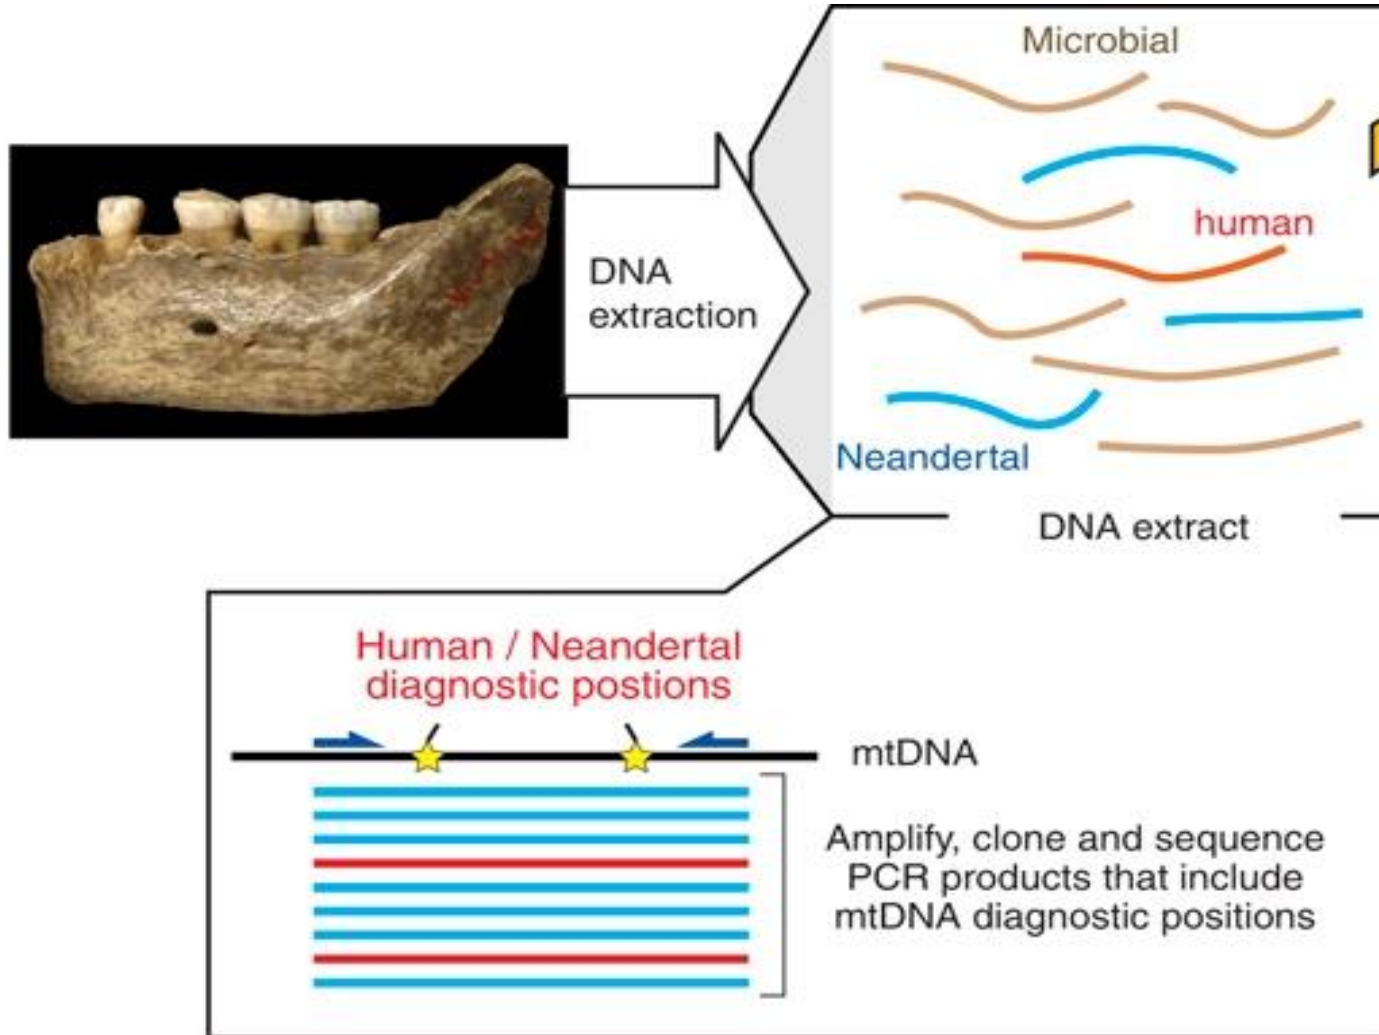 Microbial
human
DNA
extraction
Neandertal
DNA extract
Human / Neandertal
diagnostic postions
mtDNA
Amplify, clone and sequence
PCR products that include
mtDNA diagnostic positions